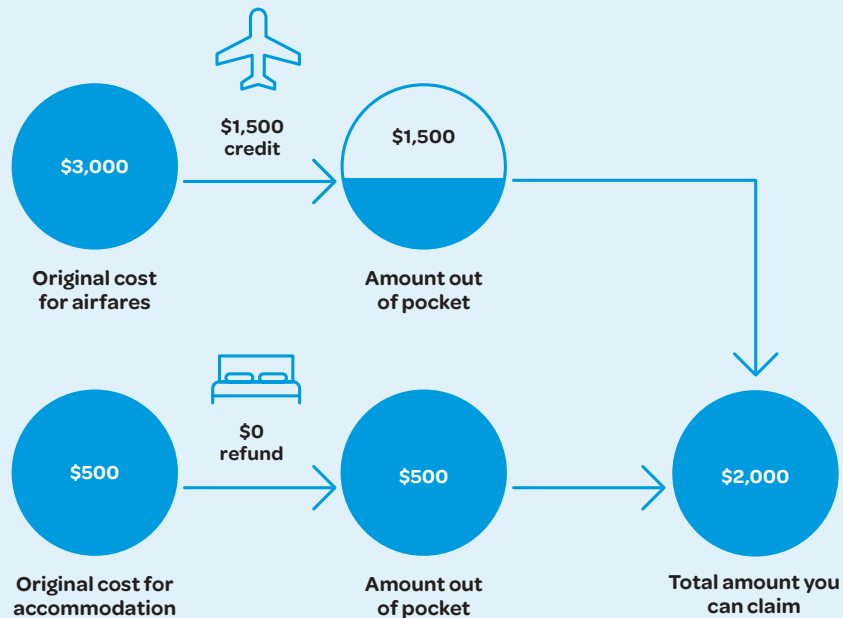 $1,500
credit
$3,000
$1,500
Original cost
for airfares
Amount out
of pocket
$0
refund
$500
$500
$2,000
Original cost for
accommodation
Amount out
of pocket
Total amount you
can claim